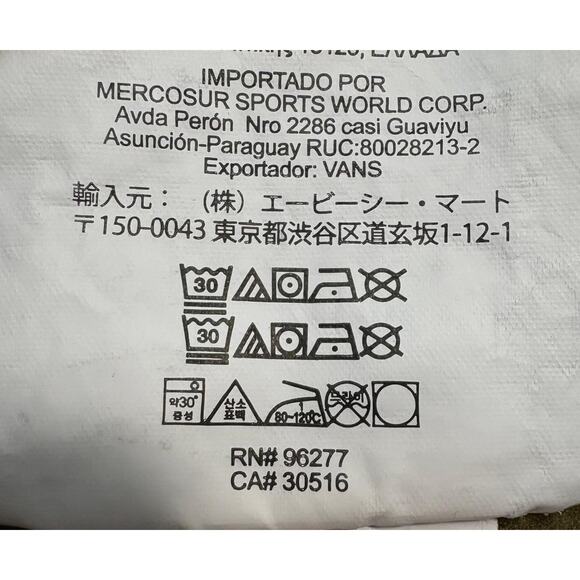 15125, ΕΛΛΑΔΑ
IMPORTADO POR
MERCOSUR SPORTS WORLD CORP.
Avda Perón Nro 2286 casi Guaviyu
Asunción-Paraguay RUC:80028213-2
Exportador: VANS
輸入元： (株) エービーシー・マート
〒150-0043 東京都渋谷区道玄坂1-12-1
30
30
약30° 중성 산소 표백 80~120℃ 드라이
RN# 96277
CA# 30516